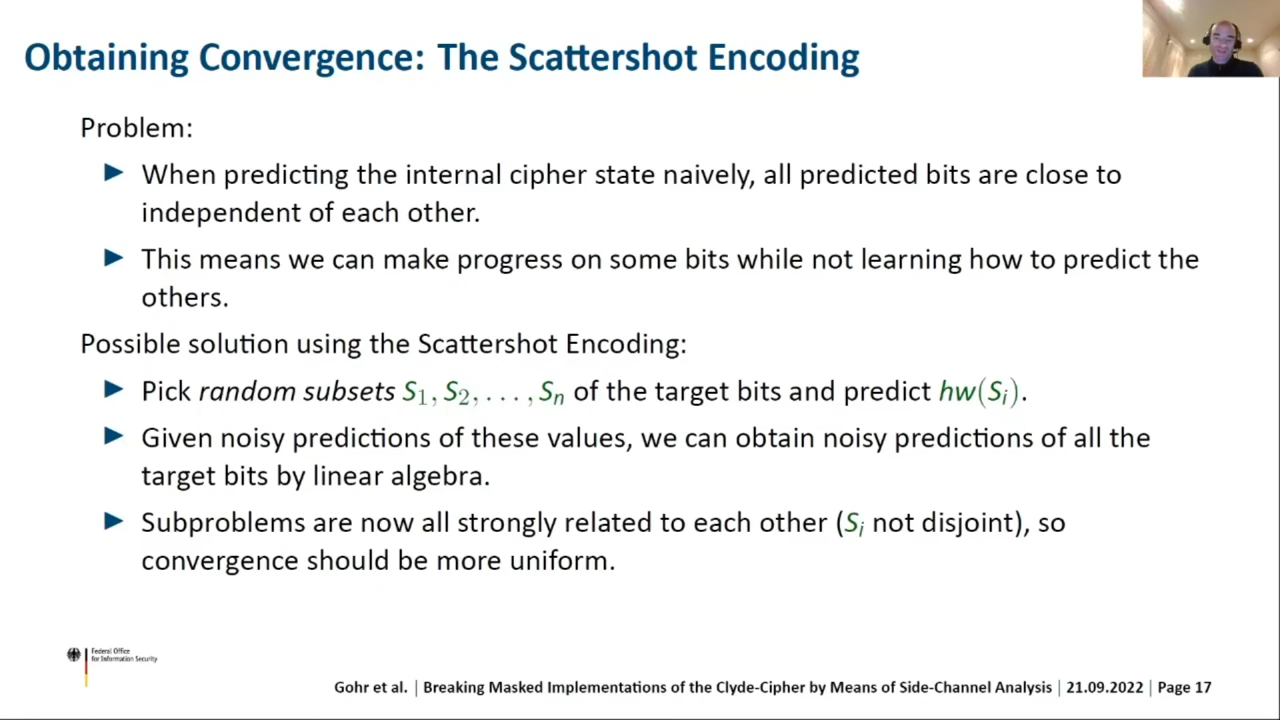 Obtaining Convergence: The Scattershot Encoding
Problem:
When predicting the internal cipher state naively, all predicted bits are close to
independent of each other.
This means we can make progress on some bits while not learning how to predict the
others.
Possible solution using the Scattershot Encoding:
Pick random subsets S₁, S₂, . . . , Sₙ of the target bits and predict hw(Sᵢ).
Given noisy predictions of these values, we can obtain noisy predictions of all the
target bits by linear algebra.
Subproblems are now all strongly related to each other (Sᵢ not disjoint), so
convergence should be more uniform.
Federal Office
for Information Security
Gohr et al. | Breaking Masked Implementations of the Clyde-Cipher by Means of Side-Channel Analysis | 21.09.2022 | Page 17